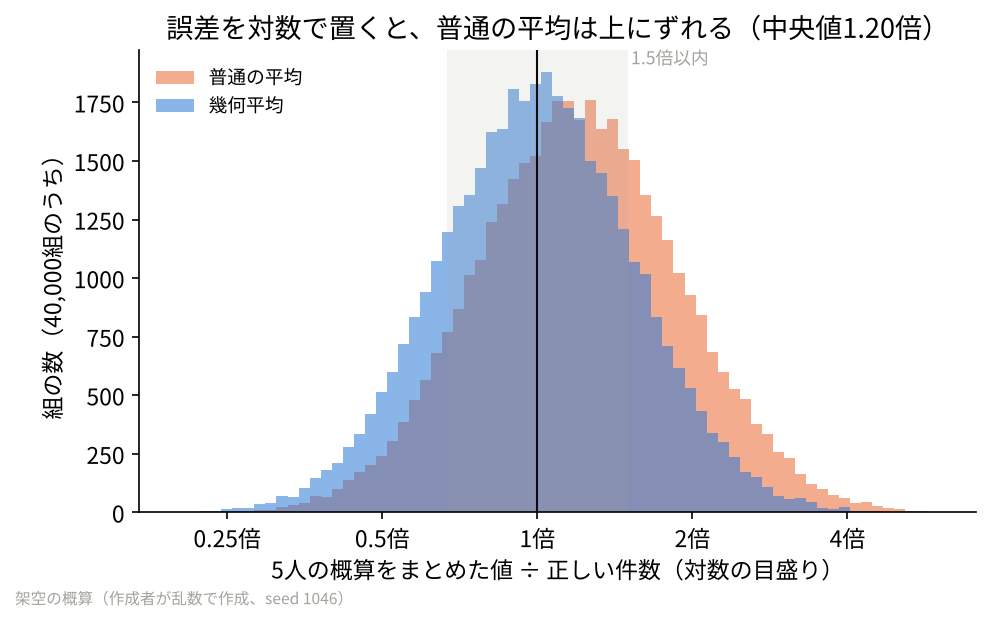 誤差を対数で置くと、普通の平均は上にずれる（中央値1.20倍）
1.5倍以内
普通の平均
幾何平均
組の数（40,000組のうち）
1750
1500
1250
1000
750
500
250
0
0.25倍
0.5倍
1倍
2倍
4倍
5人の概算をまとめた値 ÷ 正しい件数（対数の目盛り）
架空の概算（作成者が乱数で作成、seed 1046）